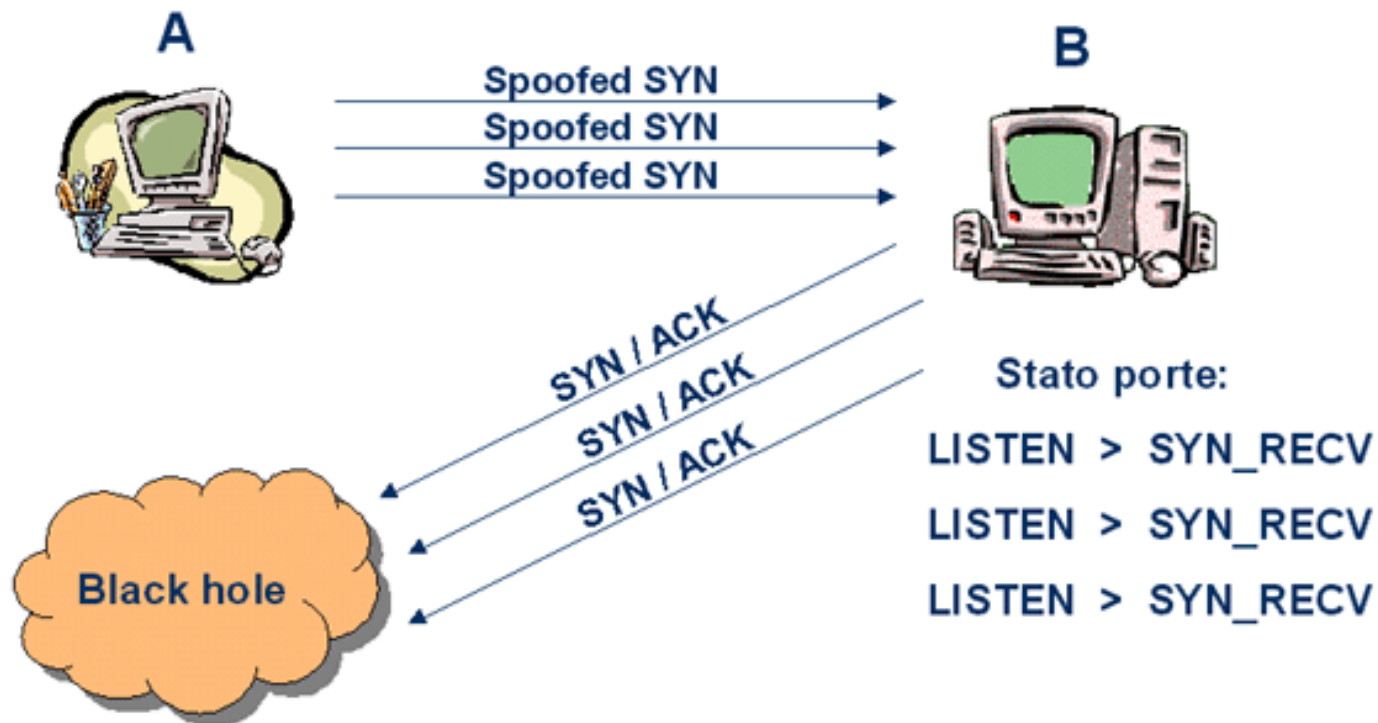 A
B
Spoofed SYN
Spoofed SYN
Spoofed SYN
SYN / ACK
SYN / ACK
SYN / ACK
Black hole
Stato porte:
LISTEN > SYN_RECV
LISTEN > SYN_RECV
LISTEN > SYN_RECV